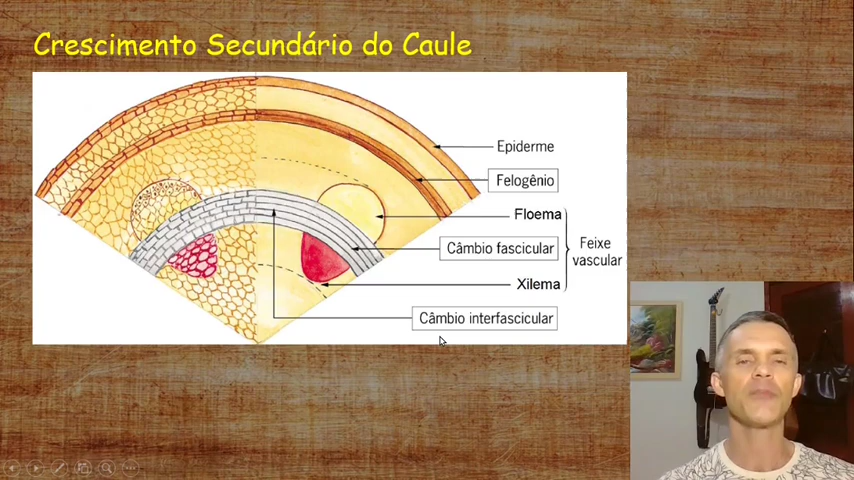 Crescimento Secundário do Caule
Epiderme
Felogênio
Floema
Câmbio fascicular
Feixe
vascular
Xilema
Câmbio interfascicular